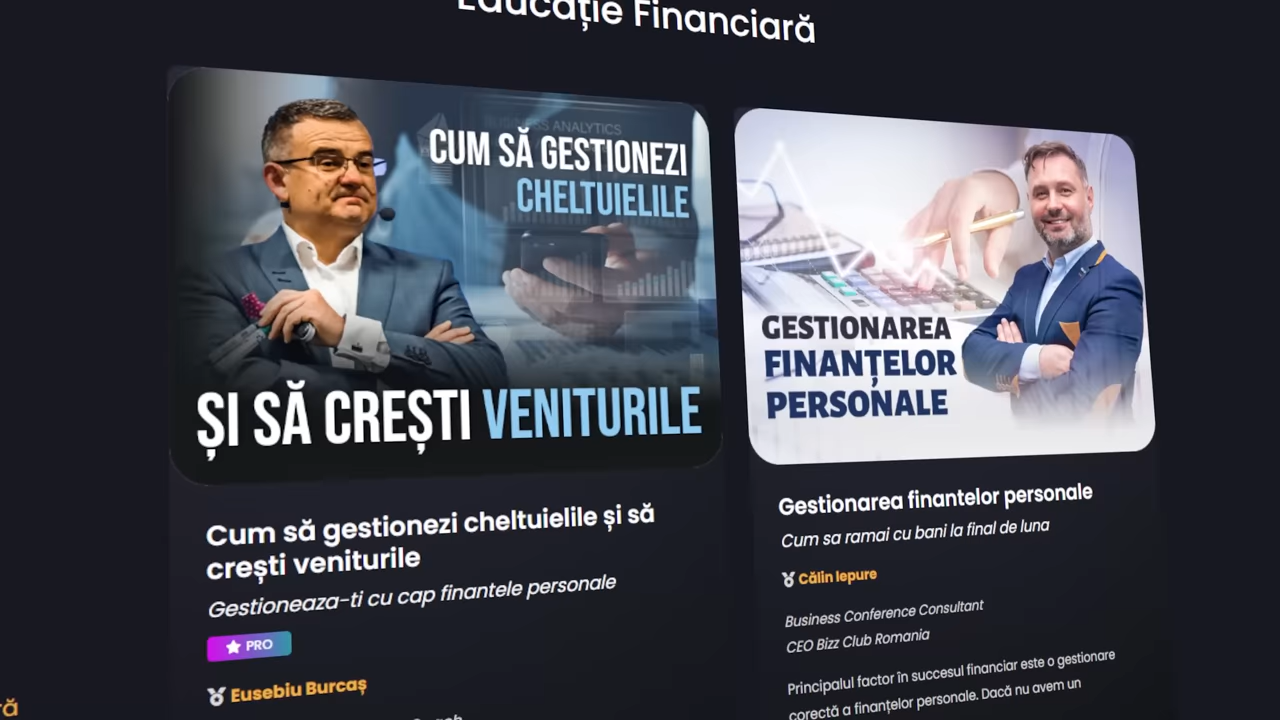 Educație Financiară
BUSINESS ANALYTICS
CUM SĂ GESTIONEZI
CHELTUIELILE
ȘI SĂ CREȘTI VENITURILE
Cum să gestionezi cheltuielile și să
crești veniturile
Gestioneaza-ti cu cap finantele personale
PRO
Eusebiu Burcaș
GESTIONAREA
FINANȚELOR
PERSONALE
Gestionarea finantelor personale
Cum sa ramai cu bani la final de luna
Călin Iepure
Business Conference Consultant
CEO Bizz Club Romania
Principalul factor în succesul financiar este o gestionare
corectă a finanțelor personale. Dacă nu avem un